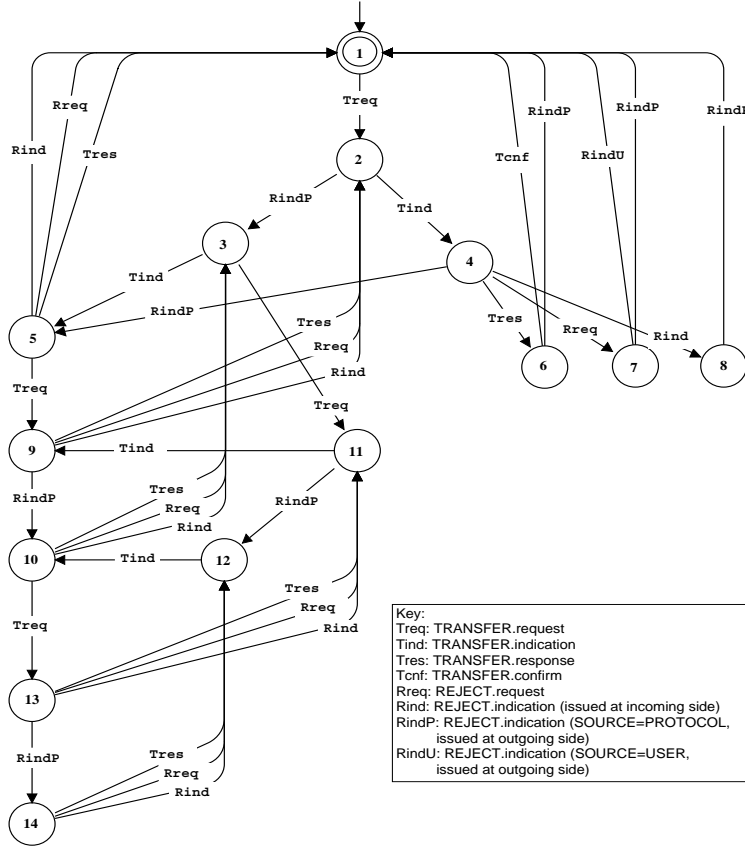 1
Treq
Rreq
RindP
RindP
RindP
Rind
Tres
Tcnf
RindU
2
RindP
Tind
3
4
Tind
RindP
5
Tres
Rreq
Rind
Tres
Rreq
Rind
6
7
8
Treq
Treq
9
Tind
11
RindP
Tres
Rreq
Rind
RindP
10
Tind
12
Treq
Tres
Rreq
Rind
13
RindP
Tres
Rreq
Rind
14
Key:
Treq: TRANSFER.request
Tind: TRANSFER.indication
Tres: TRANSFER.response
Tcnf: TRANSFER.confirm
Rreq: REJECT.request
Rind: REJECT.indication (issued at incoming side)
RindP: REJECT.indication (SOURCE=PROTOCOL,
issued at outgoing side)
RindU: REJECT.indication (SOURCE=USER,
issued at outgoing side)